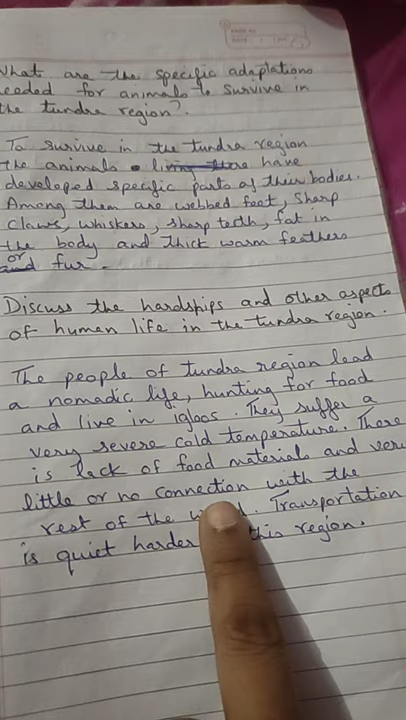 What are the specific adaptations
needed for animals to survive in
the tundra region?
To survive in the tundra region
the animals living there have
developed specific parts of their bodies.
Among them are webbed feet, sharp
claws, whiskers, sharp teeth, fat in
the body and thick warm feathers
or
and fur.
Discuss the hardships and other aspects
of human life in the tundra region.
The people of tundra region lead
a nomadic life, hunting for food
and live in igloos. They suffer a
very severe cold temperature. There
is lack of food materials and very
little or no connection with the
rest of the Transportation
is quiet harder this region.